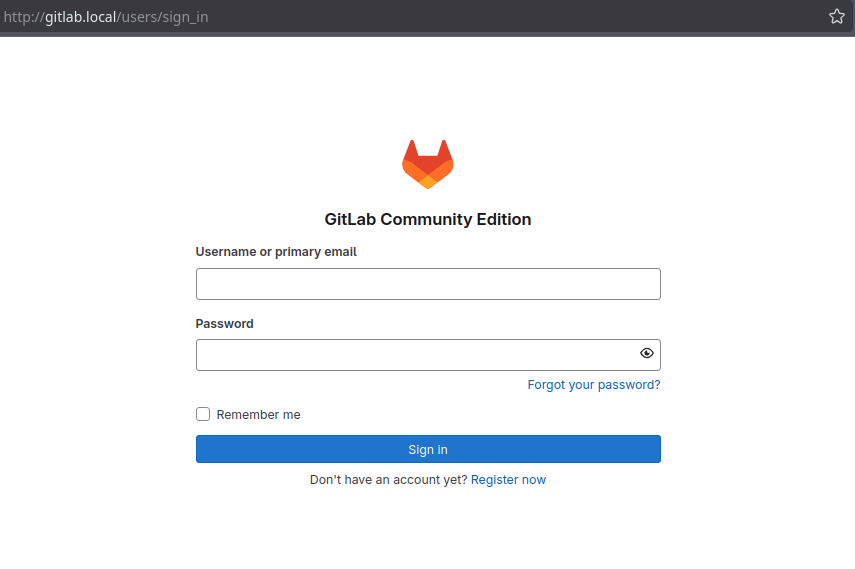 http://gitlab.local/users/sign_in
GitLab Community Edition
Username or primary email
Password
Forgot your password?
Remember me
Sign in
Don't have an account yet? Register now